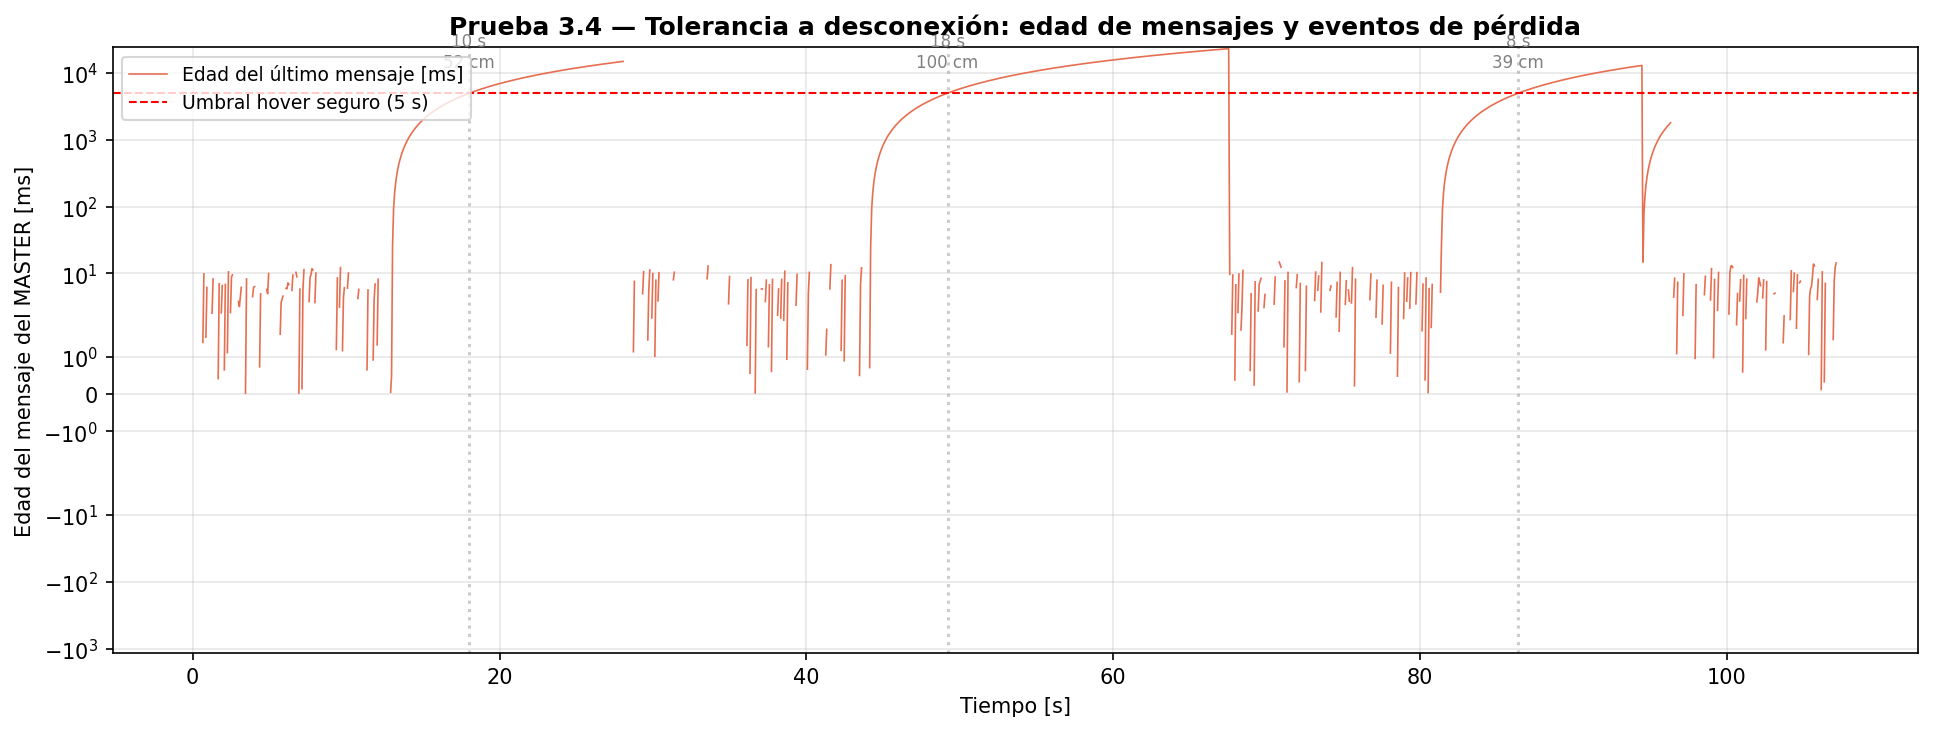 Prueba 3.4 — Tolerancia a desconexión: edad de mensajes y eventos de pérdida
10 s
52 cm
18 s
100 cm
8 s
39 cm
Edad del último mensaje [ms]
Umbral hover seguro (5 s)
Edad del mensaje del MASTER [ms]
10⁴
10³
10²
10¹
10⁰
0
−10⁰
−10¹
−10²
−10³
0
20
40
60
80
100
Tiempo [s]